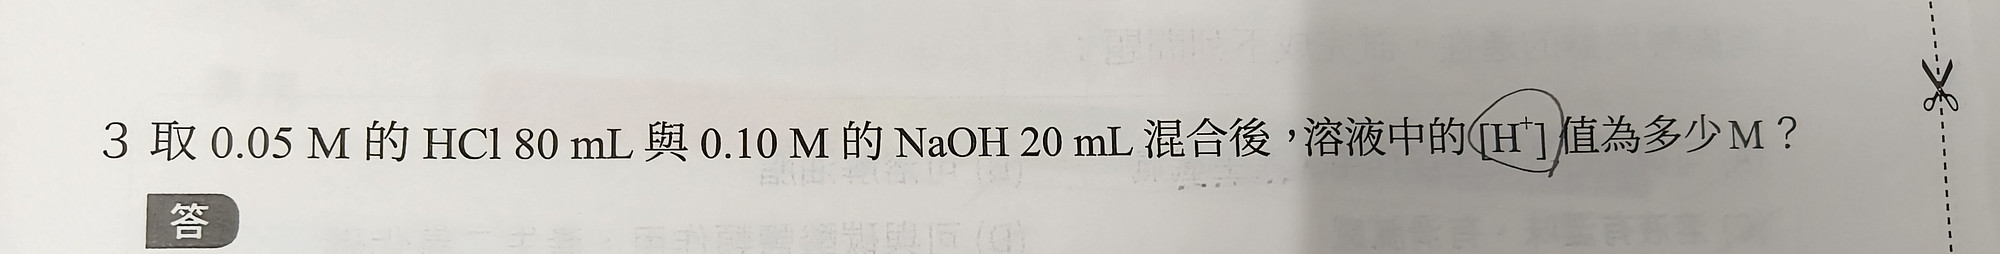 3 取 0.05 M 的 HCl 80 mL 與 0.10 M 的 NaOH 20 mL 混合後，溶液中的 [H⁺] 值為多少 M？
答